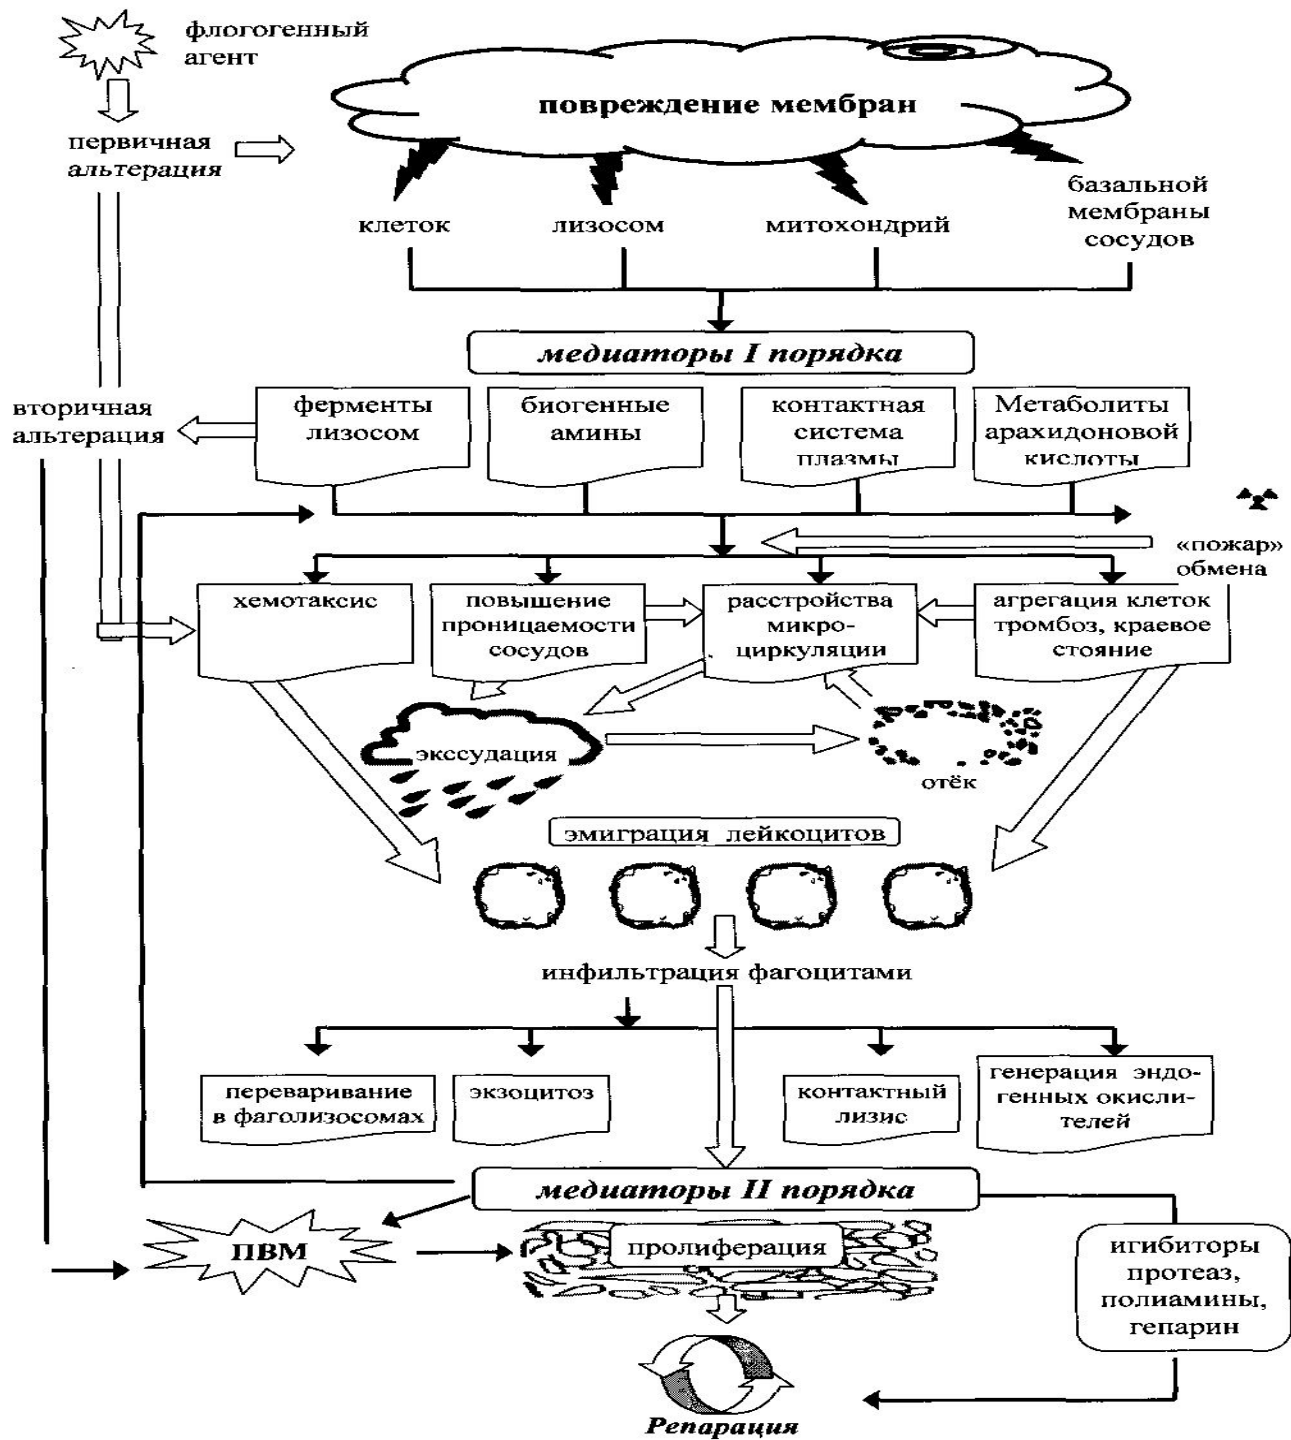 флогогенный
агент
повреждение мембран
первичная
альтерация
клеток
лизосом
митохондрий
базальной
мембраны
сосудов
медиаторы I порядка
вторичная
альтерация
ферменты
лизосом
биогенные
амины
контактная
система
плазмы
Метаболиты
арахидоновой
кислоты
«пожар»
обмена
хемотаксис
повышение
проницаемости
сосудов
расстройства
микро-
циркуляции
агрегация клеток
тромбоз, краевое
стояние
экссудация
отёк
эмиграция лейкоцитов
инфильтрация фагоцитами
переваривание
в фаголизосомах
экзоцитоз
контактный
лизис
генерация эндо-
генных окисли-
телей
медиаторы II порядка
ПВМ
пролиферация
игибиторы
протеаз,
полиамины,
гепарин
Репарация